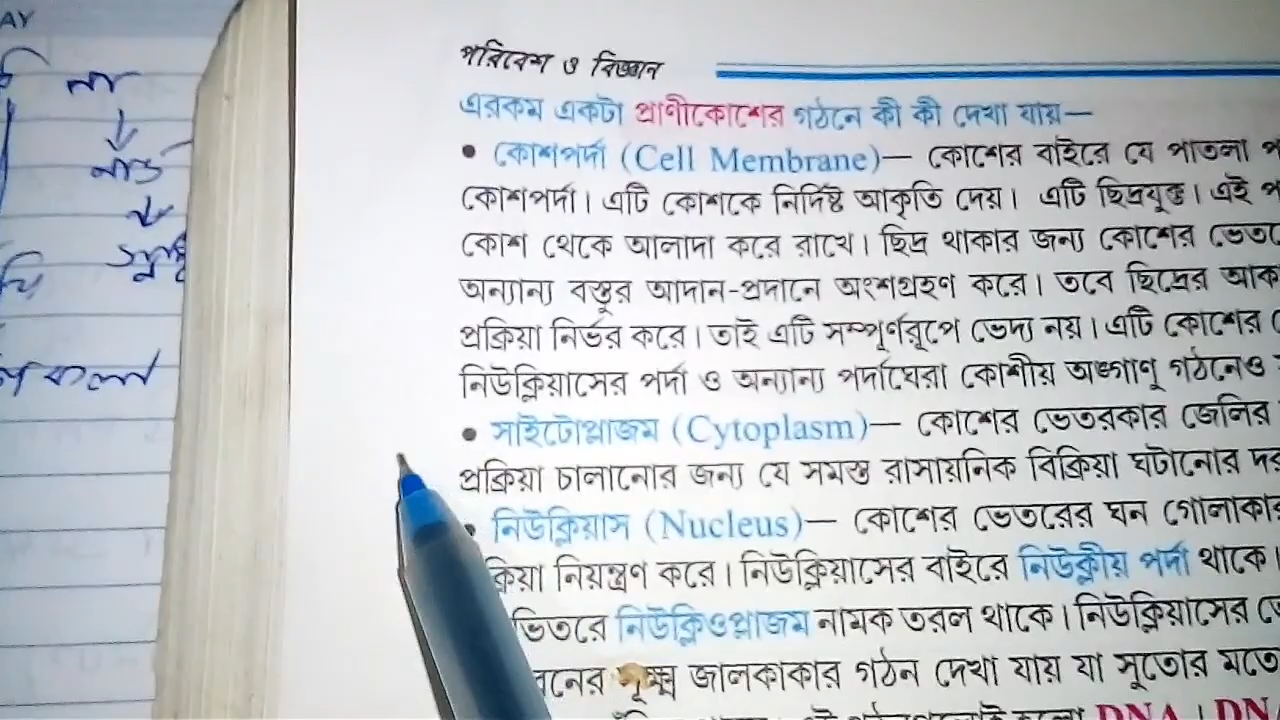 AY
না
পরিবেশ ও বিজ্ঞান
এরকম একটা প্রাণীকোশের গঠনে কী কী দেখা যায়—
• কোশপর্দা (Cell Membrane)— কোশের বাইরে যে পাতলা
কোশপর্দা। এটি কোশকে নির্দিষ্ট আকৃতি দেয়। এটি ছিদ্রযুক্ত। এই
কোশ থেকে আলাদা করে রাখে। ছিদ্র থাকার জন্য কোশের
অন্যান্য বস্তুর আদান-প্রদানে অংশগ্রহণ করে। তবে ছিদ্রের
প্রক্রিয়া নির্ভর করে। তাই এটি সম্পূর্ণরূপে ভেদ্য নয়। এটি কোশের
নিউক্লিয়াসের পর্দা ও অন্যান্য পর্দাঘেরা কোশীয় অঙ্গাণু গঠনেও
• সাইটোপ্লাজম (Cytoplasm)— কোশের ভেতরকার জেলির
প্রক্রিয়া চালানোর জন্য যে সমস্ত রাসায়নিক বিক্রিয়া ঘটানোর
• নিউক্লিয়াস (Nucleus)— কোশের ভেতরের ঘন গোলাকার
ক্রিয়া নিয়ন্ত্রণ করে। নিউক্লিয়াসের বাইরে নিউক্লীয় পর্দা থাকে।
ভিতরে নিউক্লিওপ্লাজম নামক তরল থাকে। নিউক্লিয়াসের
সূক্ষ্ম জালকাকার গঠন দেখা যায় যা সুতোর মতো
DNA